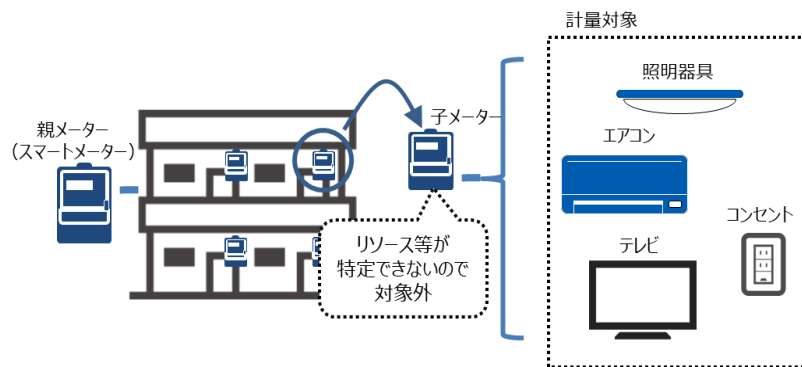 計量対象
照明器具
親メーター
(スマートメーター)
子メーター
エアコン
リソース等が
特定できないので
対象外
コンセント
テレビ